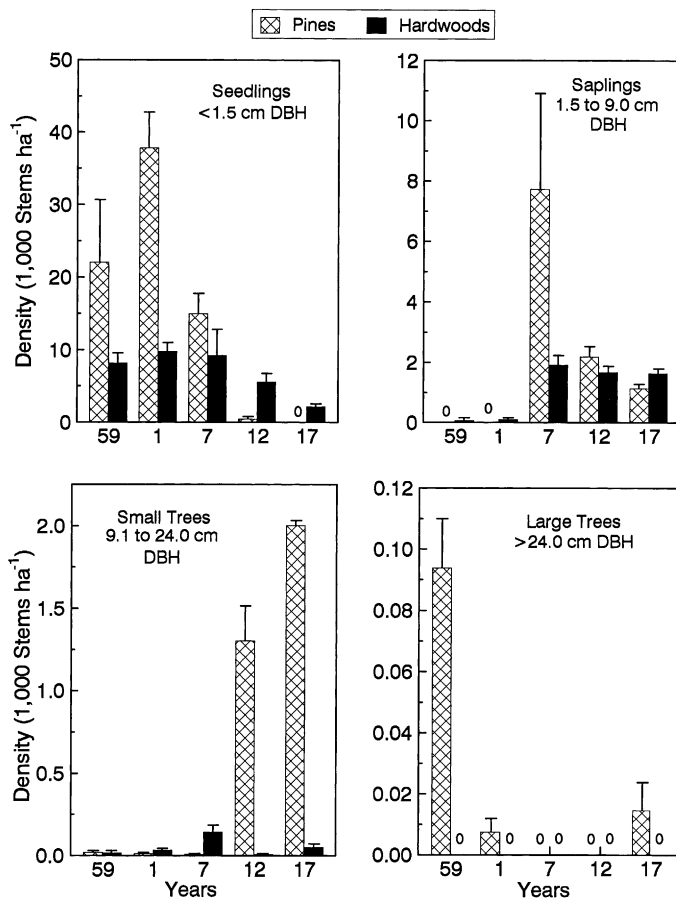 Pines Hardwoods
Seedlings
<1.5 cm DBH
Density (1,000 Stems ha⁻¹)
50
40
30
20
10
0
0
59 1 7 12 17
Saplings
1.5 to 9.0 cm
DBH
12
10
8
6
4
2
0
0 0
59 1 7 12 17
Small Trees
9.1 to 24.0 cm
DBH
Density (1,000 Stems ha⁻¹)
2.0
1.5
1.0
0.5
0.0
59 1 7 12 17
Years
Large Trees
>24.0 cm DBH
0.12
0.10
0.08
0.06
0.04
0.02
0.00
0 0 0 0 0 0 0
59 1 7 12 17
Years